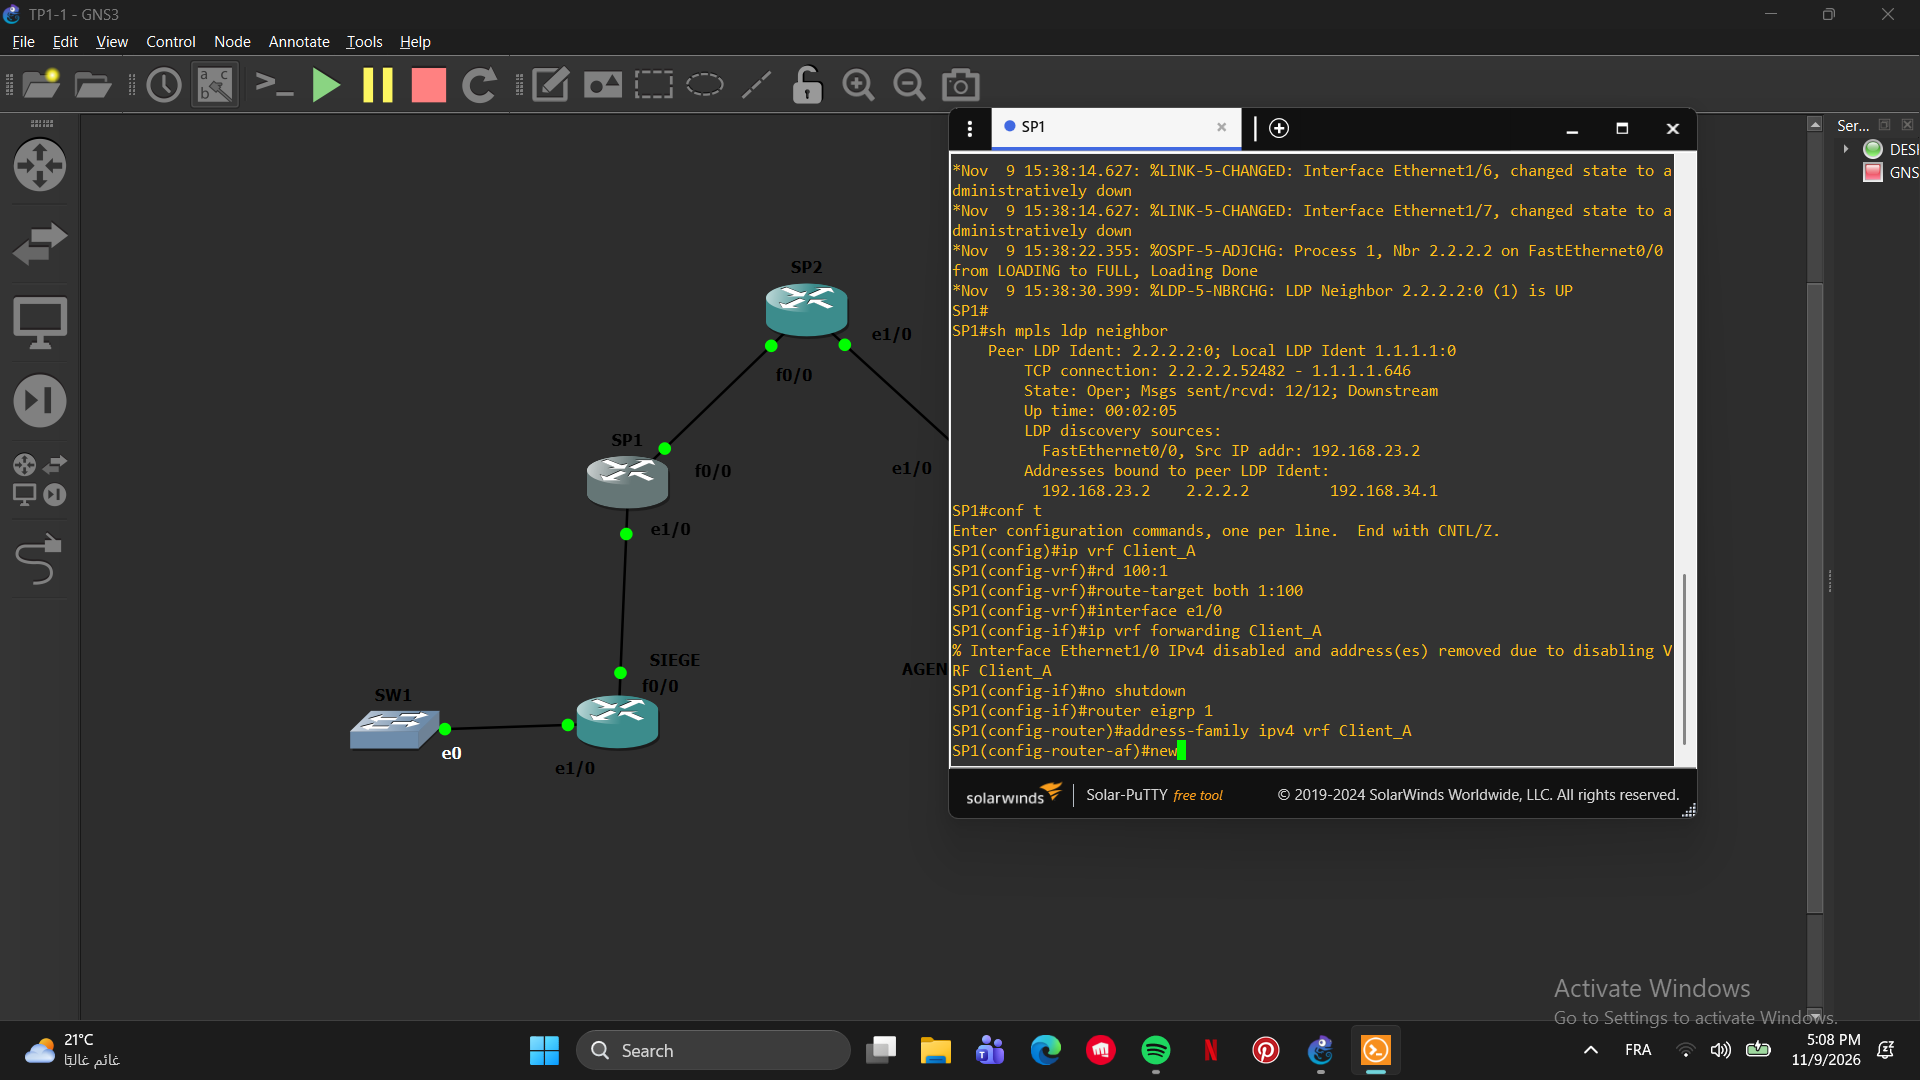 TP1-1 - GNS3
File Edit View Control Node Annotate Tools Help
SP1
Ser...
DESH
GNS
*Nov  9 15:38:14.627: %LINK-5-CHANGED: Interface Ethernet1/6, changed state to a
dministratively down
*Nov  9 15:38:14.627: %LINK-5-CHANGED: Interface Ethernet1/7, changed state to a
dministratively down
*Nov  9 15:38:22.355: %OSPF-5-ADJCHG: Process 1, Nbr 2.2.2.2 on FastEthernet0/0
from LOADING to FULL, Loading Done
*Nov  9 15:38:30.399: %LDP-5-NBRCHG: LDP Neighbor 2.2.2.2:0 (1) is UP
SP1#
SP1#sh mpls ldp neighbor
Peer LDP Ident: 2.2.2.2:0; Local LDP Ident 1.1.1.1:0
TCP connection: 2.2.2.2.52482 - 1.1.1.1.646
State: Oper; Msgs sent/rcvd: 12/12; Downstream
Up time: 00:02:05
LDP discovery sources:
FastEthernet0/0, Src IP addr: 192.168.23.2
Addresses bound to peer LDP Ident:
192.168.23.2    2.2.2.2         192.168.34.1
SP1#conf t
Enter configuration commands, one per line.  End with CNTL/Z.
SP1(config)#ip vrf Client_A
SP1(config-vrf)#rd 100:1
SP1(config-vrf)#route-target both 1:100
SP1(config-vrf)#interface e1/0
SP1(config-if)#ip vrf forwarding Client_A
% Interface Ethernet1/0 IPv4 disabled and address(es) removed due to disabling V
RF Client_A
SP1(config-if)#no shutdown
SP1(config-if)#router eigrp 1
SP1(config-router)#address-family ipv4 vrf Client_A
SP1(config-router-af)#new
solarwinds Solar-PuTTY free tool © 2019-2024 SolarWinds Worldwide, LLC. All rights reserved.
SP2
e1/0
f0/0
SP1
f0/0
e1/0
e1/0
SIEGE
f0/0
AGEN
SW1
e0
e1/0
Activate Windows
Go to Settings to activate Windows.
21°C
غائم غالبًا
Search
FRA
5:08 PM
11/9/2026